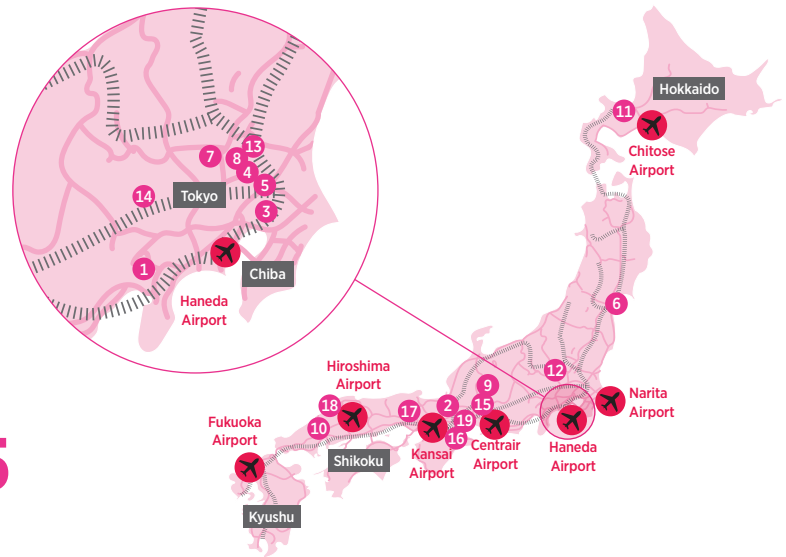 Hokkaido
11
Chitose
Airport
13
7
8
4
5
14
Tokyo
3
1
Chiba
Haneda
Airport
6
12
Hiroshima
Airport
9
Narita
Airport
18
17
2
15
Fukuoka
Airport
10
19
16
Shikoku
Kansai
Airport
Centrair
Airport
Haneda
Airport
Kyushu